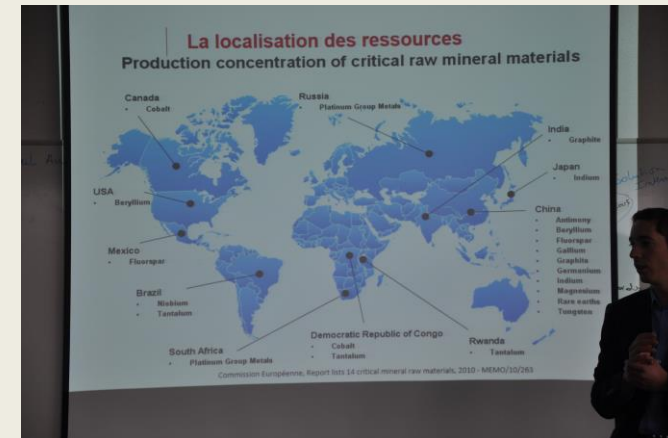 La localisation des ressources
Production concentration of critical raw mineral materials
Canada
• Cobalt
Russia
• Platinum Group Metals
India
• Graphite
Japan
• Indium
USA
• Beryllium
China
• Antimony
• Beryllium
• Fluorspar
• Gallium
• Graphite
• Germanium
• Indium
• Magnesium
• Rare earths
• Tungsten
Mexico
• Fluorspar
Brazil
• Niobium
• Tantalum
South Africa
• Platinum Group Metals
Democratic Republic of Congo
• Cobalt
• Tantalum
Rwanda
• Tantalum
Commission Européenne, Report lists 14 critical mineral raw materials, 2010 - MEMO/10/263